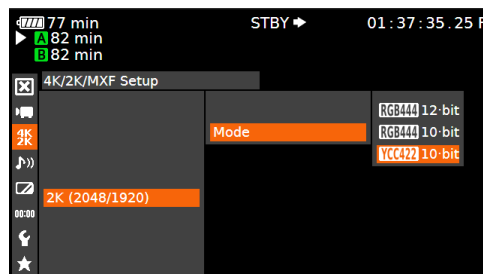 77 min STBY 01:37:35.25 F
A 82 min
B 82 min
4K/2K/MXF Setup
4K
2K
00:00
2K (2048/1920)
Mode
RGB444 12·bit
RGB444 10·bit
YCC422 10·bit